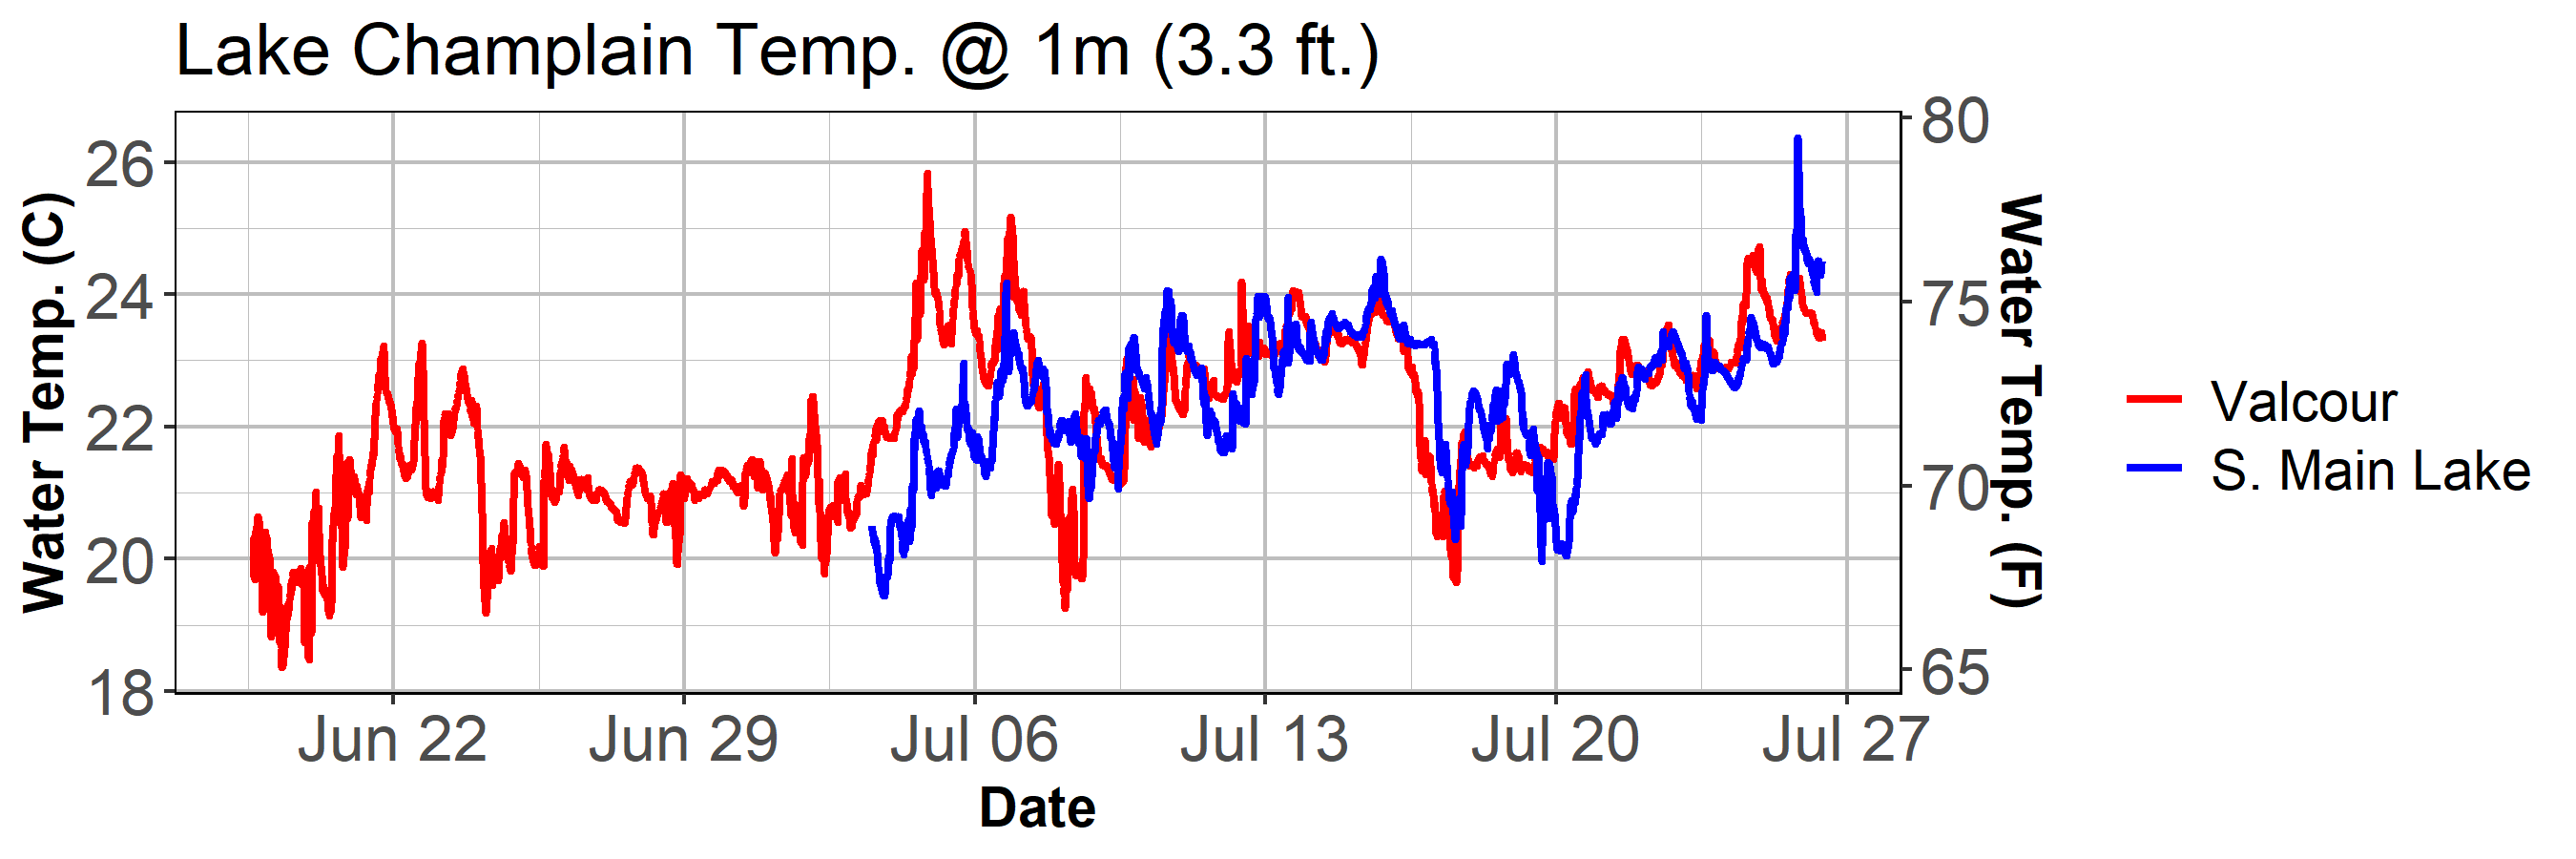 Lake Champlain Temp. @ 1m (3.3 ft.)
Water Temp. (C)
26
24
22
20
18
80
75
70
65
Water Temp. (F)
Jun 22
Jun 29
Jul 06
Jul 13
Jul 20
Jul 27
Date
Valcour
S. Main Lake